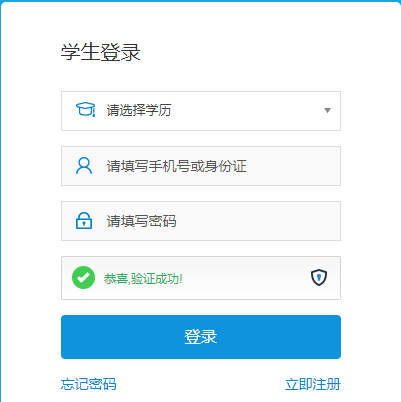 学生登录
请选择学历
请填写手机号或身份证
请填写密码
恭喜,验证成功!
登录
忘记密码 立即注册